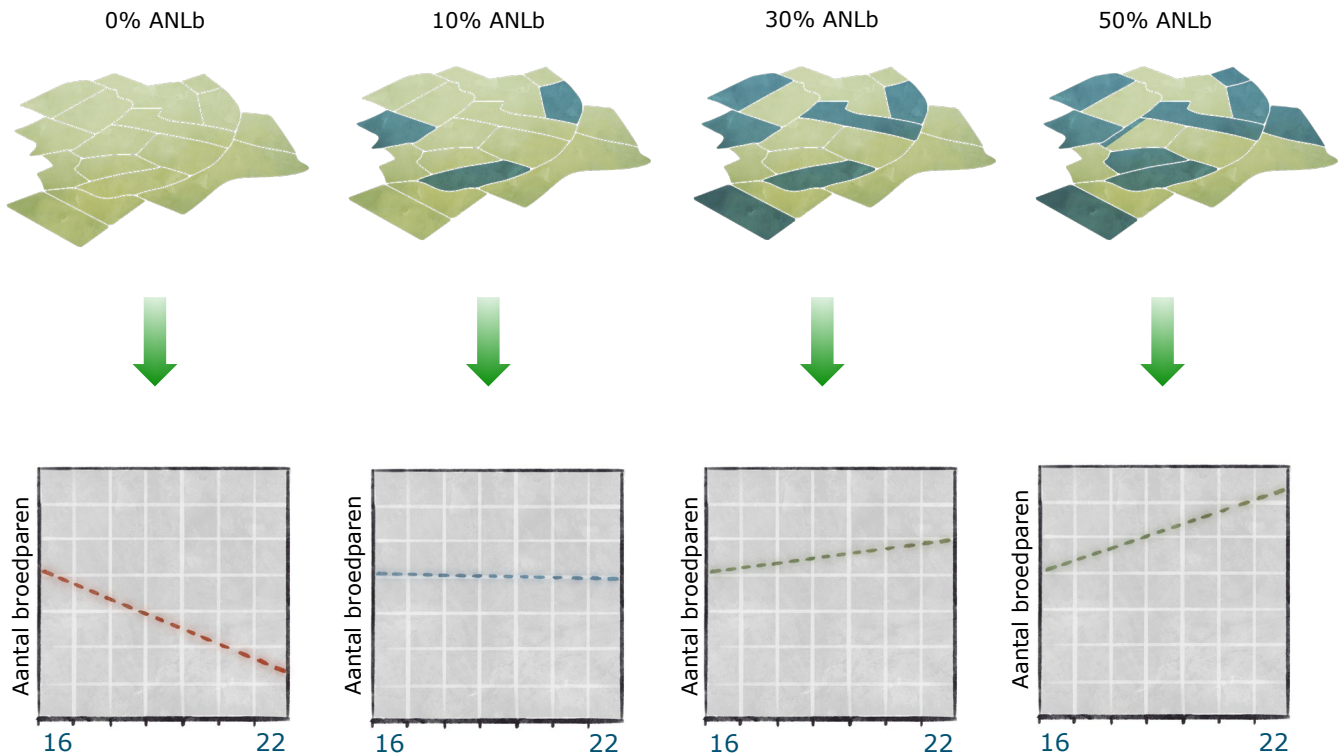 0% ANLb
10% ANLb
30% ANLb
50% ANLb
Aantal broedparen
Aantal broedparen
Aantal broedparen
Aantal broedparen
16 22
16 22
16 22
16 22